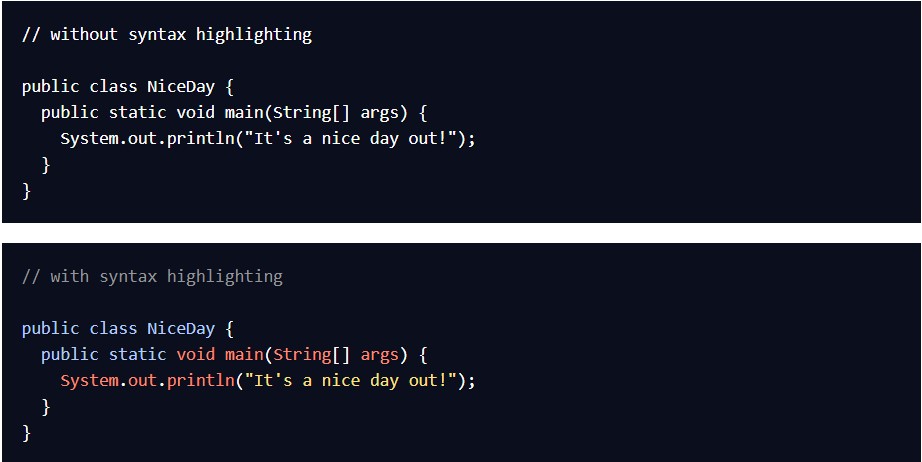 // without syntax highlighting

public class NiceDay {
  public static void main(String[] args) {
    System.out.println("It's a nice day out!");
  }
}

// with syntax highlighting

public class NiceDay {
  public static void main(String[] args) {
    System.out.println("It's a nice day out!");
  }
}